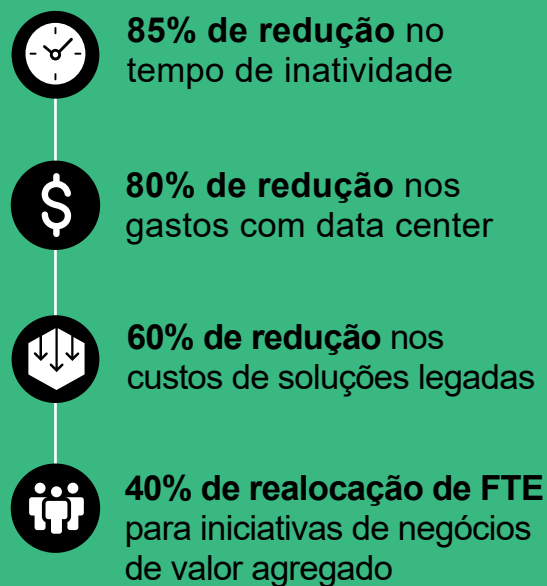 85% de redução no
tempo de inatividade
80% de redução nos
gastos com data center
60% de redução nos
custos de soluções legadas
40% de realocação de FTE
para iniciativas de negócios
de valor agregado